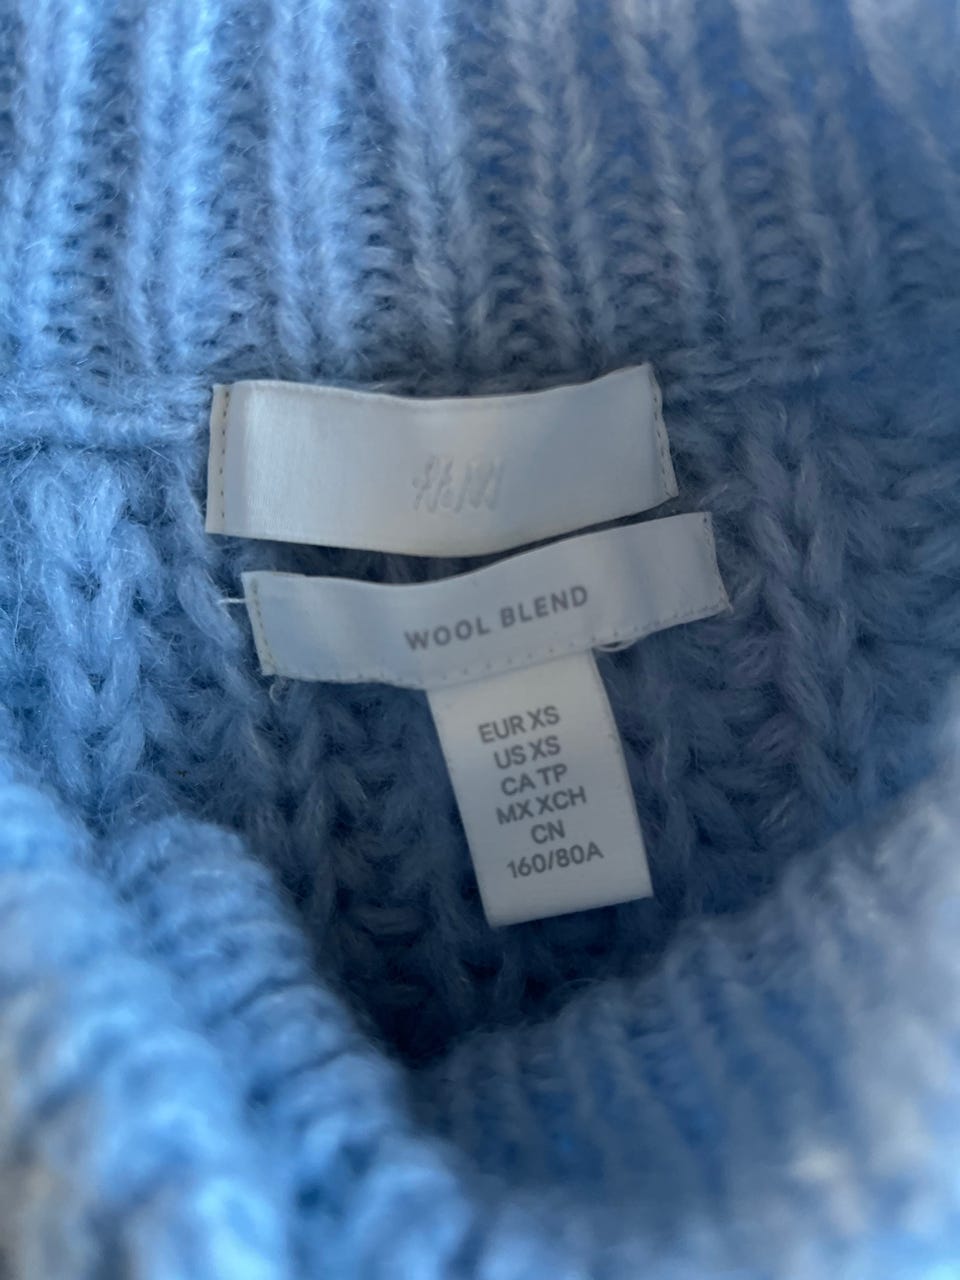 H&M
WOOL BLEND
EUR XS
US XS
CA TP
MX XCH
CN
160/80A